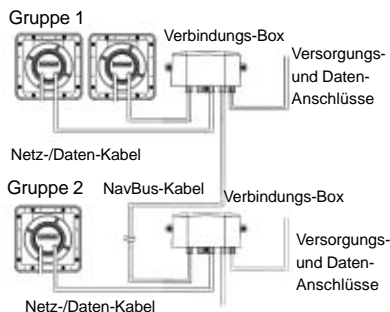 Gruppe 1
Verbindungs-Box
Versorgungs-
und Daten-
Anschlüsse
Netz-/Daten-Kabel
Gruppe 2
NavBus-Kabel
Verbindungs-Box
Versorgungs-
und Daten-
Anschlüsse
Netz-/Daten-Kabel